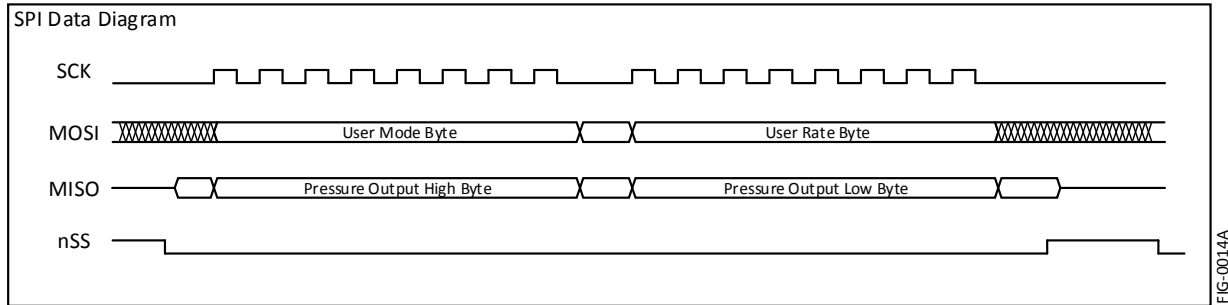 SPI Data Diagram
SCK
MOSI User Mode Byte User Rate Byte
MISO Pressure Output High Byte Pressure Output Low Byte
nSS
FIG-0014A